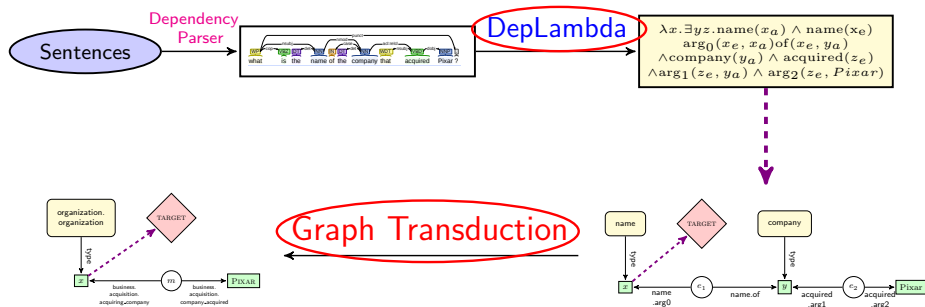 Sentences
Dependency
Parser
what is the name of the company that acquired Pixar ?
DepLambda
λx.∃yz.name(x_a) ∧ name(x_e)
arg_0(x_e, x_a)of(x_e, y_a)
∧company(y_a) ∧ acquired(z_e)
∧arg_1(z_e, y_a) ∧ arg_2(z_e, Pixar)
organization.
organization
TARGET
type
x
m
PIXAR
business.
acquisition.
acquiring_company
business.
acquisition.
company_acquired
Graph Transduction
name
TARGET
company
type
type
x
e_1
y
e_2
Pixar
name
.arg0
name.of
acquired
.arg1
acquired
.arg2